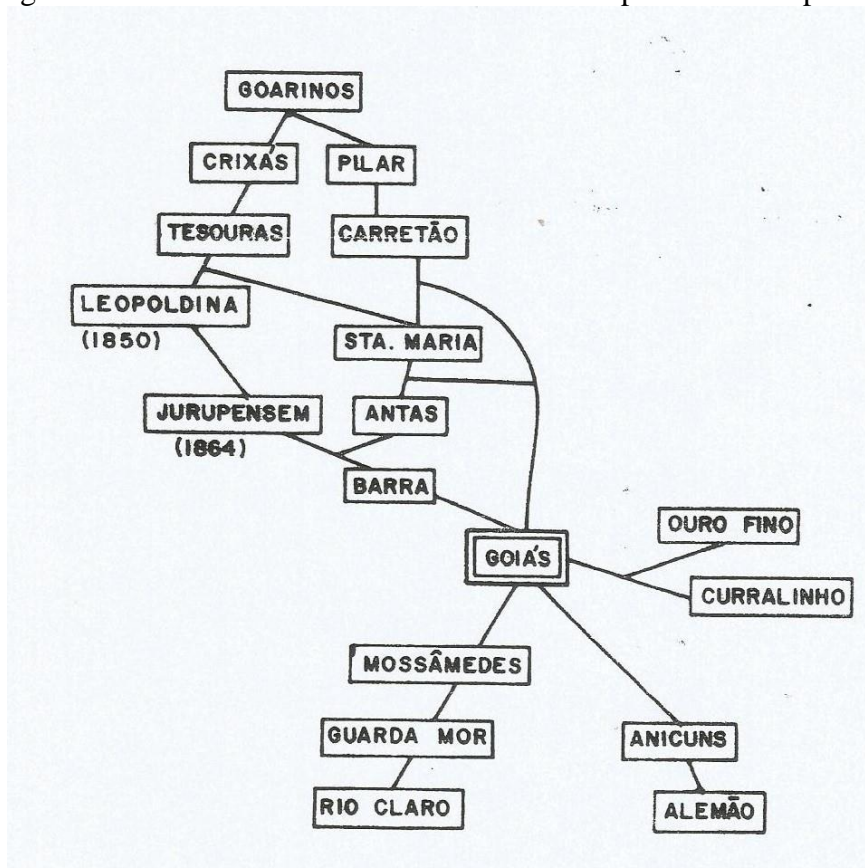 GOARINOS
CRIXÁS
PILAR
TESOURAS
CARRETÃO
LEOPOLDINA
(1850)
STA. MARIA
JURUPENSEM
(1864)
ANTAS
BARRA
OURO FINO
GOIÁS
CURRALINHO
MOSSÂMEDES
GUARDA MOR
ANICUNS
RIO CLARO
ALEMÃO